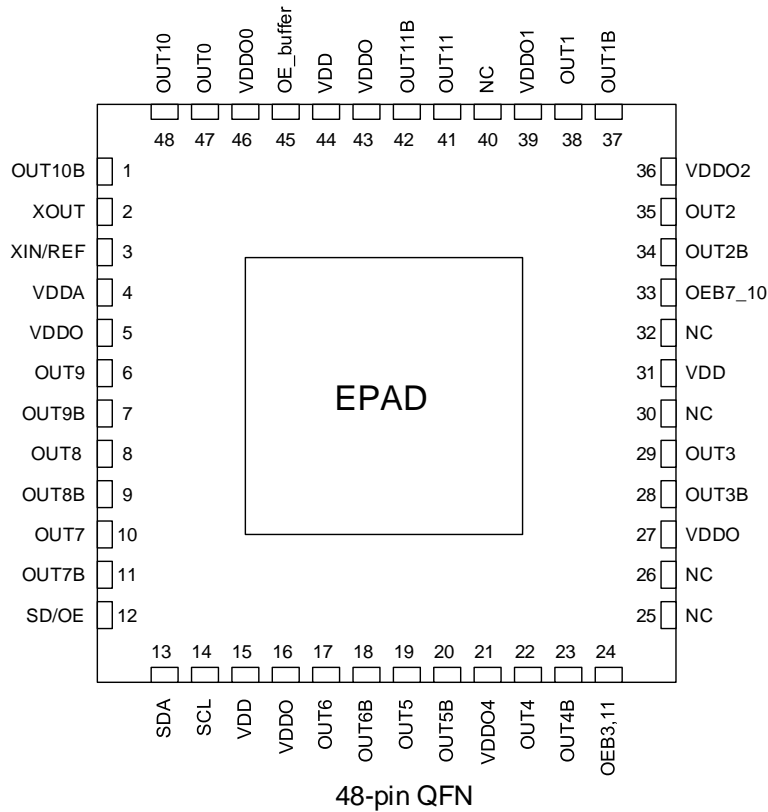 OUT10 OUT0 VDDO0 OE_buffer VDD VDDO OUT11B OUT11 NC VDDO1 OUT1 OUT1B
48 47 46 45 44 43 42 41 40 39 38 37
OUT10B 1 36 VDDO2
XOUT 2 35 OUT2
XIN/REF 3 34 OUT2B
VDDA 4 33 OEB7_10
VDDO 5 32 NC
OUT9 6 31 VDD
OUT9B 7 30 NC
OUT8 8 29 OUT3
OUT8B 9 28 OUT3B
OUT7 10 27 VDDO
OUT7B 11 26 NC
SD/OE 12 25 NC
EPAD
13 14 15 16 17 18 19 20 21 22 23 24
SDA SCL VDD VDDO OUT6 OUT6B OUT5 OUT5B VDDO4 OUT4 OUT4B OEB3,11
48-pin QFN